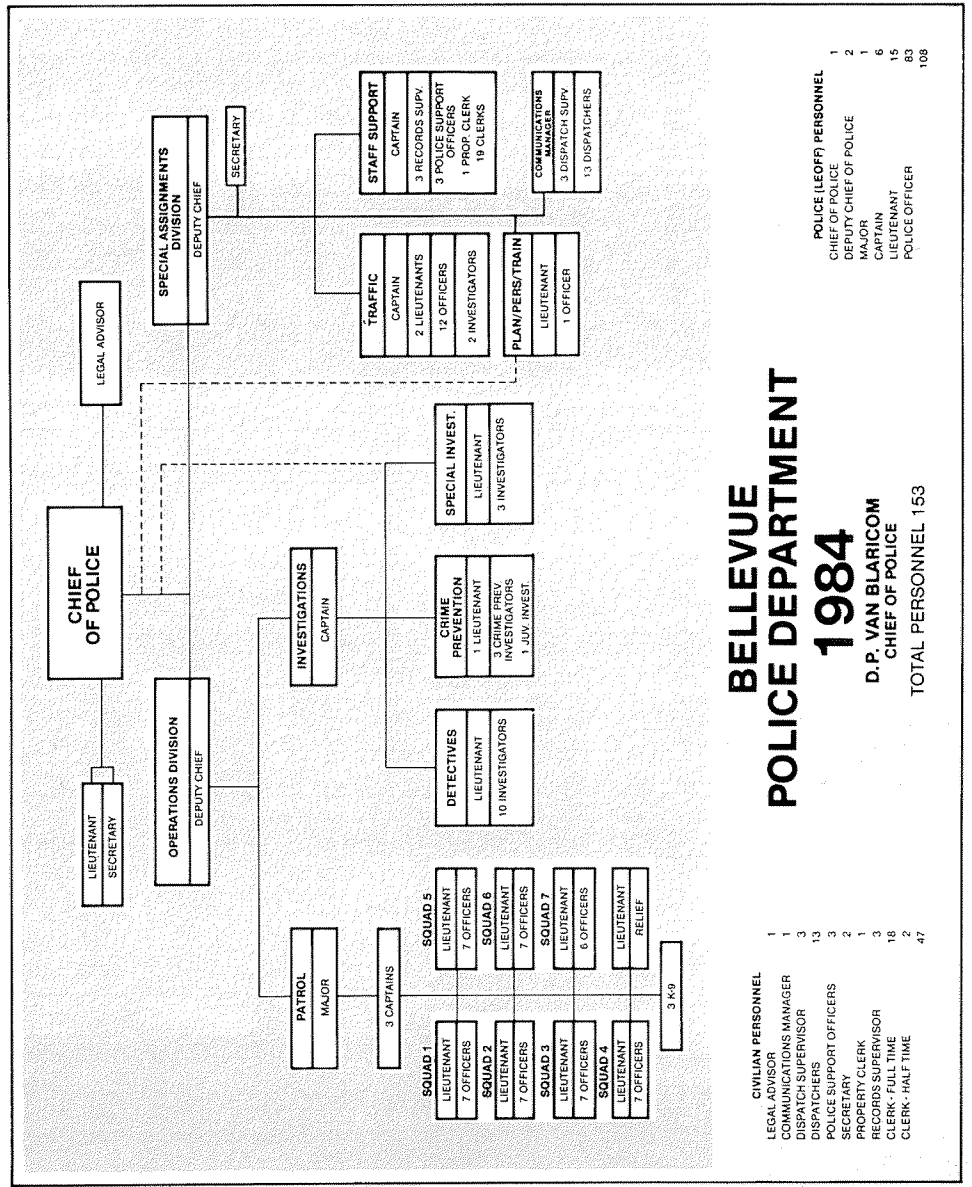 CHIEF
OF POLICE
LIEUTENANT
SECRETARY
LEGAL ADVISOR
OPERATIONS DIVISION
DEPUTY CHIEF
SPECIAL ASSIGNMENTS
DIVISION
DEPUTY CHIEF
SECRETARY
PATROL
MAJOR
3 CAPTAINS
SQUAD 1
LIEUTENANT
7 OFFICERS
SQUAD 2
LIEUTENANT
7 OFFICERS
SQUAD 3
LIEUTENANT
7 OFFICERS
SQUAD 4
LIEUTENANT
7 OFFICERS
SQUAD 5
LIEUTENANT
7 OFFICERS
SQUAD 6
LIEUTENANT
7 OFFICERS
SQUAD 7
LIEUTENANT
6 OFFICERS
LIEUTENANT
RELIEF
3 K-9
INVESTIGATIONS
CAPTAIN
DETECTIVES
LIEUTENANT
10 INVESTIGATORS
CRIME
PREVENTION
1 LIEUTENANT
3 CRIME PREV.
INVESTIGATORS
1 JUV. INVEST.
SPECIAL INVEST.
LIEUTENANT
3 INVESTIGATORS
TRAFFIC
CAPTAIN
2 LIEUTENANTS
12 OFFICERS
2 INVESTIGATORS
STAFF SUPPORT
CAPTAIN
3 RECORDS SUPV.
3 POLICE SUPPORT
OFFICERS
1 PROP. CLERK
19 CLERKS
PLAN/PERS/TRAIN
LIEUTENANT
1 OFFICER
COMMUNICATIONS
MANAGER
3 DISPATCH SUPV.
13 DISPATCHERS
BELLEVUE
POLICE DEPARTMENT
1984
D.P. VAN BLARICOM
CHIEF OF POLICE
TOTAL PERSONNEL 153
CIVILIAN PERSONNEL
LEGAL ADVISOR 1
COMMUNICATIONS MANAGER 1
DISPATCH SUPERVISOR 3
DISPATCHERS 13
POLICE SUPPORT OFFICERS 3
SECRETARY 2
PROPERTY CLERK 1
RECORDS SUPERVISOR 3
CLERK - FULL TIME 18
CLERK - HALF TIME 2
47
POLICE (LEOFF) PERSONNEL
CHIEF OF POLICE 1
DEPUTY CHIEF OF POLICE 2
MAJOR 1
CAPTAIN 6
LIEUTENANT 15
POLICE OFFICER 83
108